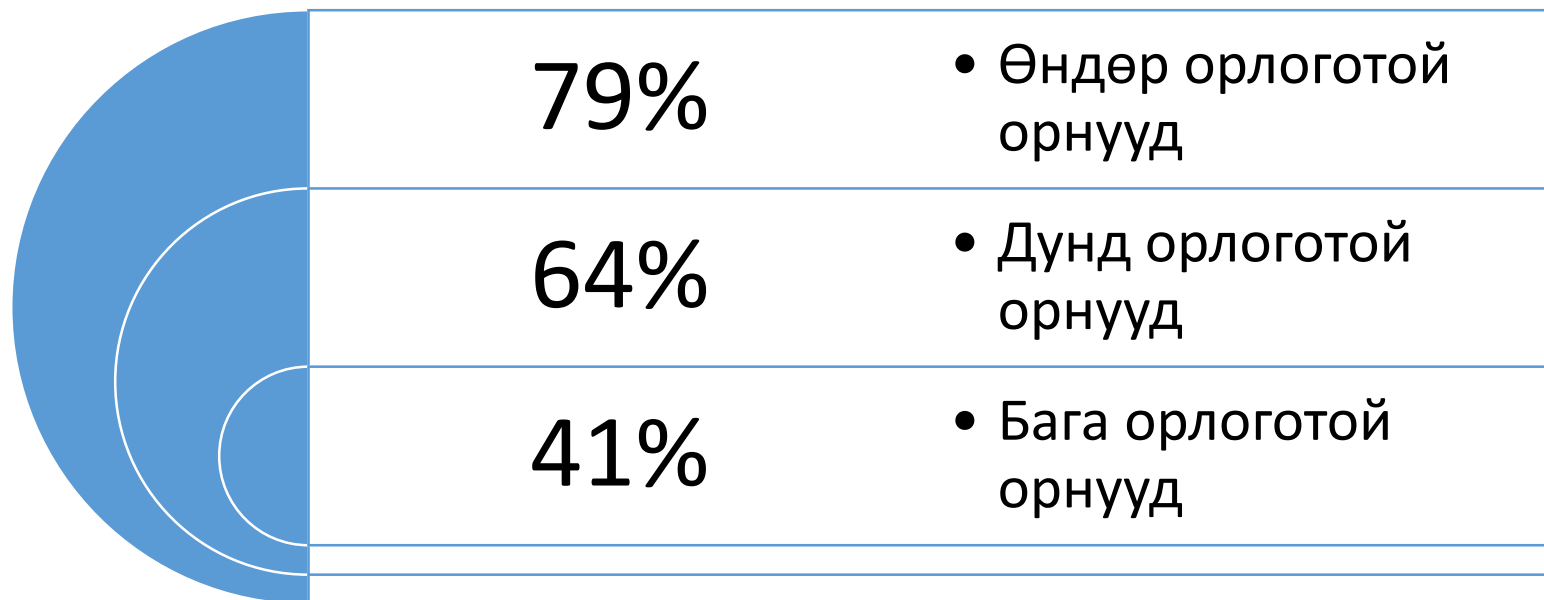 79%
• Өндөр орлоготой
орнууд
64%
• Дунд орлоготой
орнууд
41%
• Бага орлоготой
орнууд